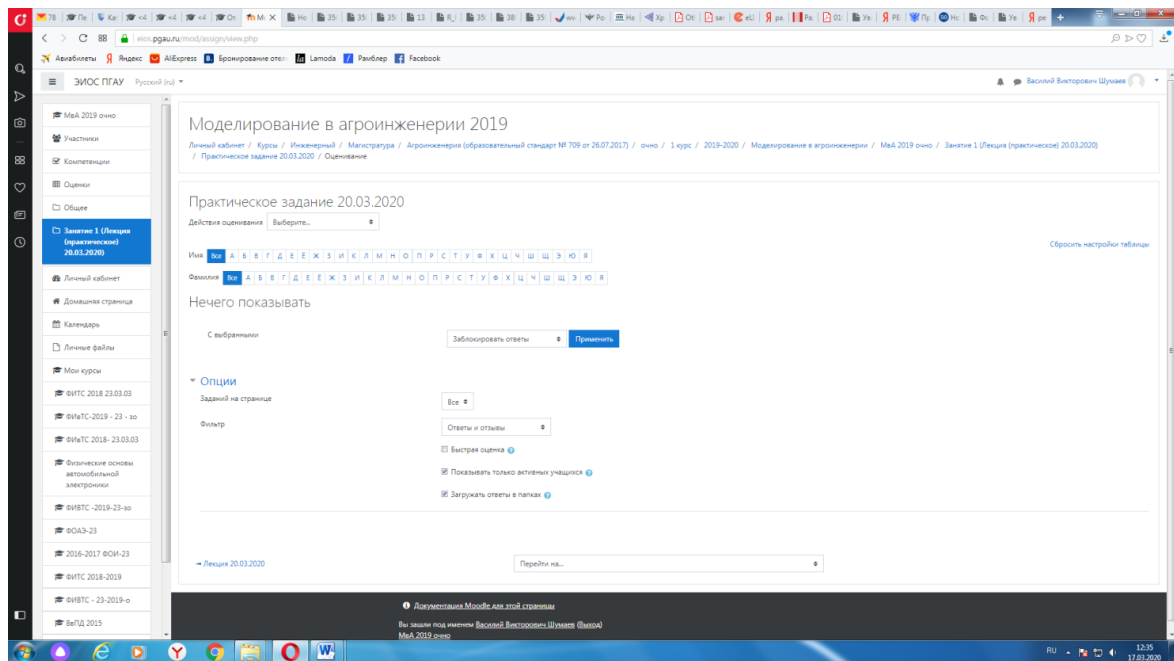 eios.pgau.ru/mod/assign/view.php
Авиабилеты Яндекс AliExpress Бронирование отел Lamoda Рамблер Facebook
ЭИОС ПГАУ Русский (ru)
Василий Викторович Шумаев
МвА 2019 очно
Участники
Компетенции
Оценки
Общее
Занятие 1 (Лекция (практическое) 20.03.2020)
Личный кабинет
Домашняя страница
Календарь
Личные файлы
Мои курсы
ФИТС 2018 23.03.03
ФИвТС-2019 - 23 - зо
ФИвТС 2018- 23.03.03
Физические основы автомобильной электроники
ФИВТС -2019-23-зо
ФОАЭ-23
2016-2017 ФОИ-23
ФИТС 2018-2019
ФИВТС - 23-2019-о
ВвПД 2015
Моделирование в агроинженерии 2019
Личный кабинет / Курсы / Инженерный / Магистратура / Агроинженерия (образовательный стандарт № 709 от 26.07.2017) / очно / 1 курс / 2019-2020 / Моделирование в агроинженерии / МвА 2019 очно / Занятие 1 (Лекция (практическое) 20.03.2020)
/ Практическое задание 20.03.2020 / Оценивание
Практическое задание 20.03.2020
Действия оценивания Выберите...
Сбросить настройки таблицы
Имя Все А Б В Г Д Е Ё Ж З И К Л М Н О П Р С Т У Ф Х Ц Ч Ш Щ Э Ю Я
Фамилия Все А Б В Г Д Е Ё Ж З И К Л М Н О П Р С Т У Ф Х Ц Ч Ш Щ Э Ю Я
Нечего показывать
С выбранными Заблокировать ответы Применить
Опции
Заданий на странице Все
Фильтр Ответы и отзывы
Быстрая оценка
Показывать только активных учащихся
Загружать ответы в папках
Лекция 20.03.2020 Перейти на...
Документация Moodle для этой страницы
Вы зашли под именем Василий Викторович Шумаев (Выход)
МвА 2019 очно
RU 12:35
17.03.2020